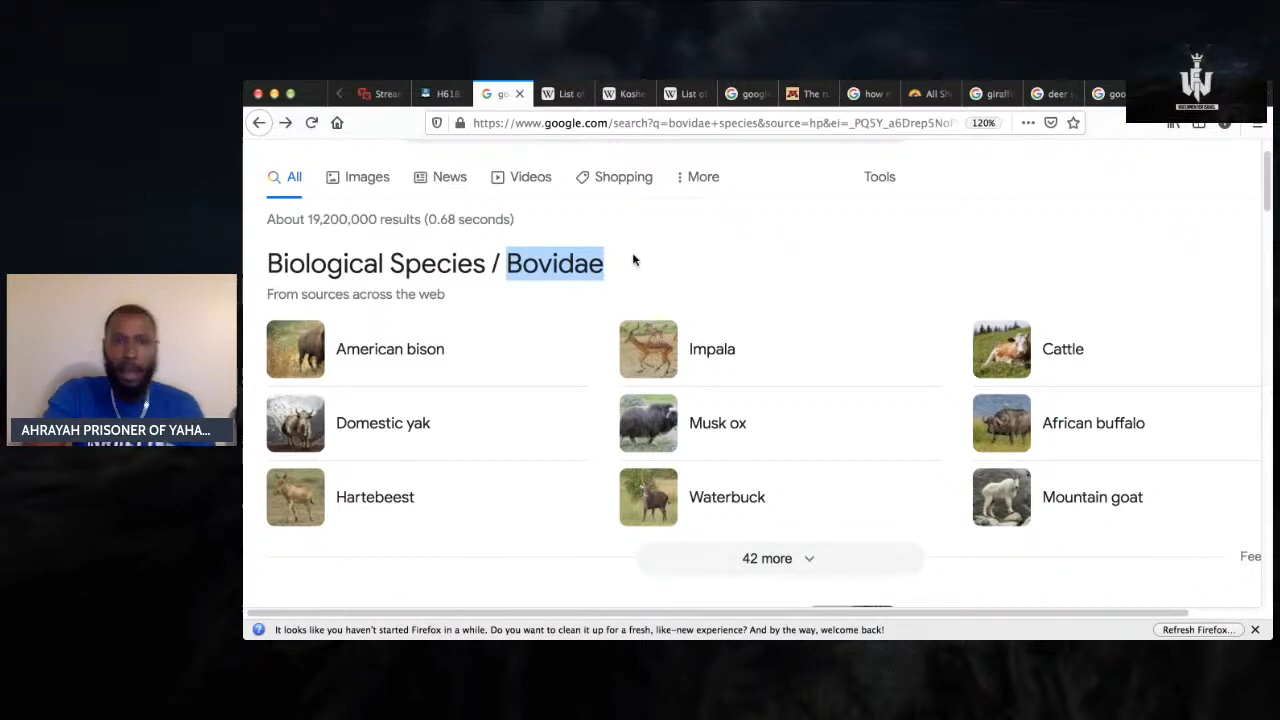 Stream
H618
go
List of
Koshe
List of
google
The r
how m
All Sh
giraff
deer s
goo
https://www.google.com/search?q=bovidae+species&source=hp&ei=_PQ5Y_a6Drep5NoP
120%
All
Images
News
Videos
Shopping
More
Tools
About 19,200,000 results (0.68 seconds)
Biological Species / Bovidae
From sources across the web
American bison
Impala
Cattle
Domestic yak
Musk ox
African buffalo
Hartebeest
Waterbuck
Mountain goat
42 more
Fee
It looks like you haven't started Firefox in a while. Do you want to clean it up for a fresh, like-new experience? And by the way, welcome back!
Refresh Firefox...
AHRAYAH PRISONER OF YAHA...